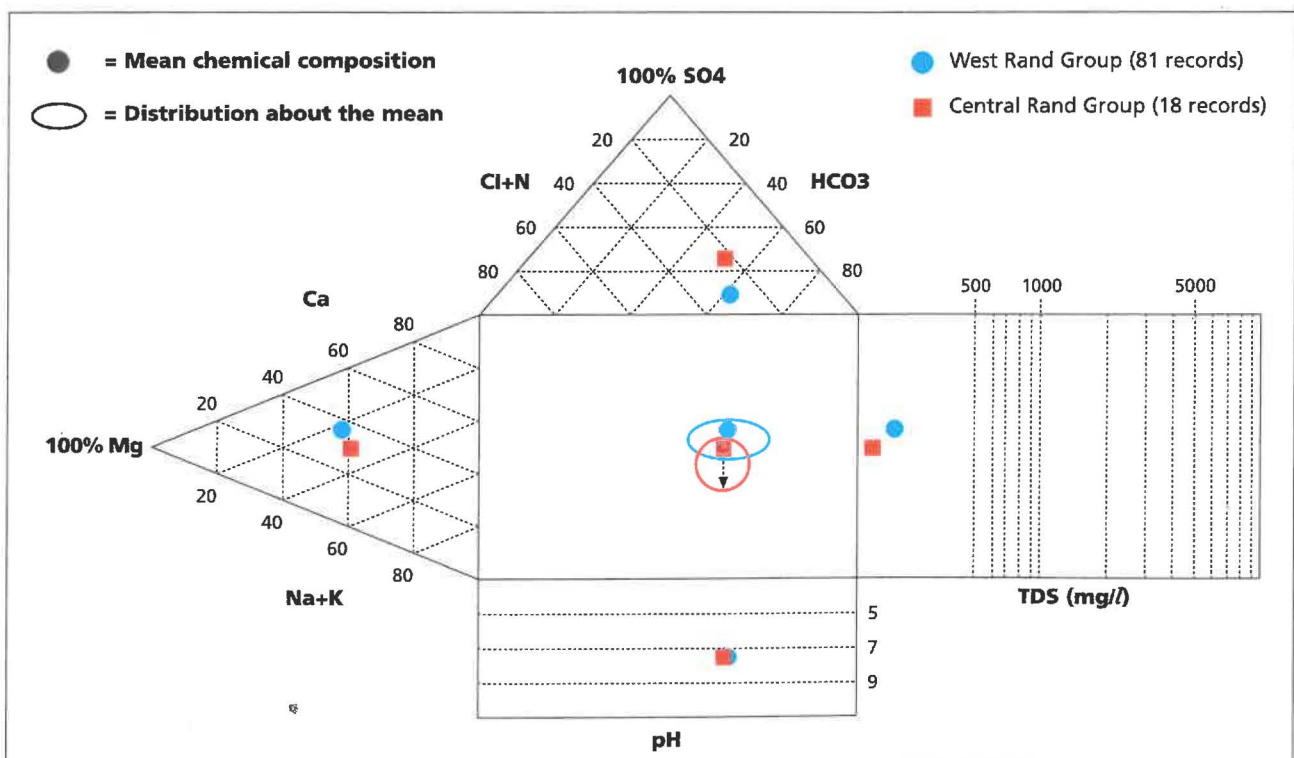 = Mean chemical composition
= Distribution about the mean
West Rand Group (81 records)
Central Rand Group (18 records)
100% SO4
20 20
Cl+N 40 40 HCO3
60 60
80 80
500 1000 5000
Ca
80
60
40
20
100% Mg
20
40
60
80
Na+K
TDS (mg/l)
5
7
9
pH